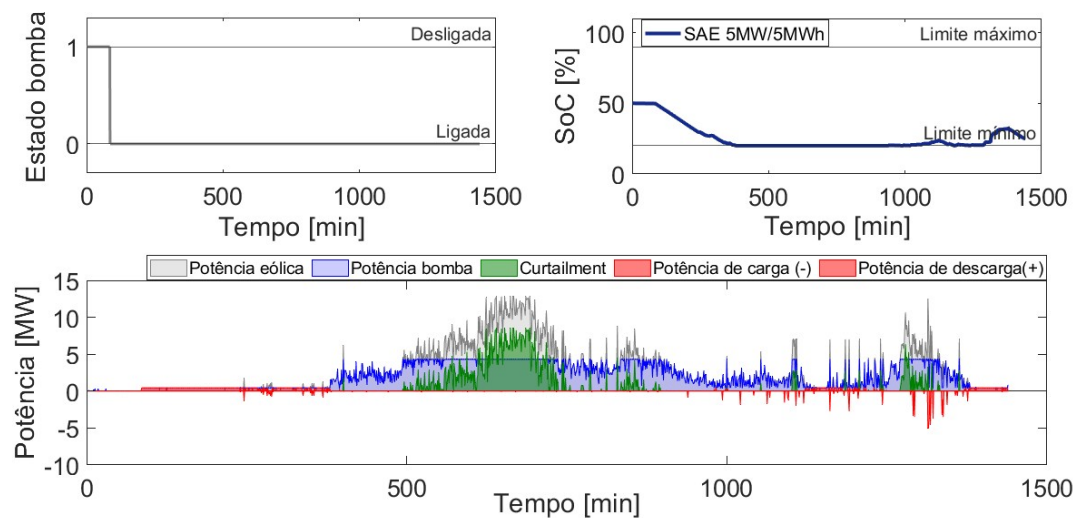 Estado bomba
1
0
Desligada
Ligada
0
500
1000
1500
Tempo [min]
SoC [%]
100
50
0
SAE 5MW/5MWh
Limite máximo
Limite mínimo
0
500
1000
1500
Tempo [min]
Potência eólica
Potência bomba
Curtailment
Potência de carga (-)
Potência de descarga(+)
Potência [MW]
15
10
5
0
-5
-10
0
500
1000
1500
Tempo [min]